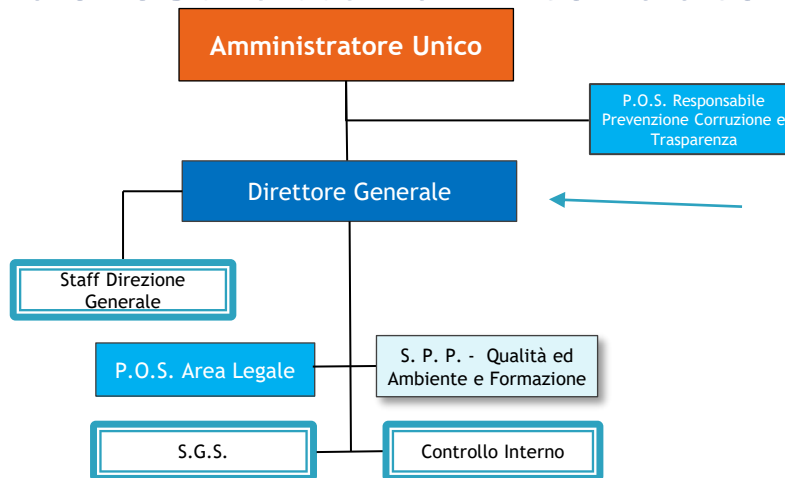 Amministratore Unico
P.O.S. Responsabile
Prevenzione Corruzione e
Trasparenza
Direttore Generale
Staff Direzione
Generale
P.O.S. Area Legale
S. P. P. - Qualità ed
Ambiente e Formazione
S.G.S.
Controllo Interno